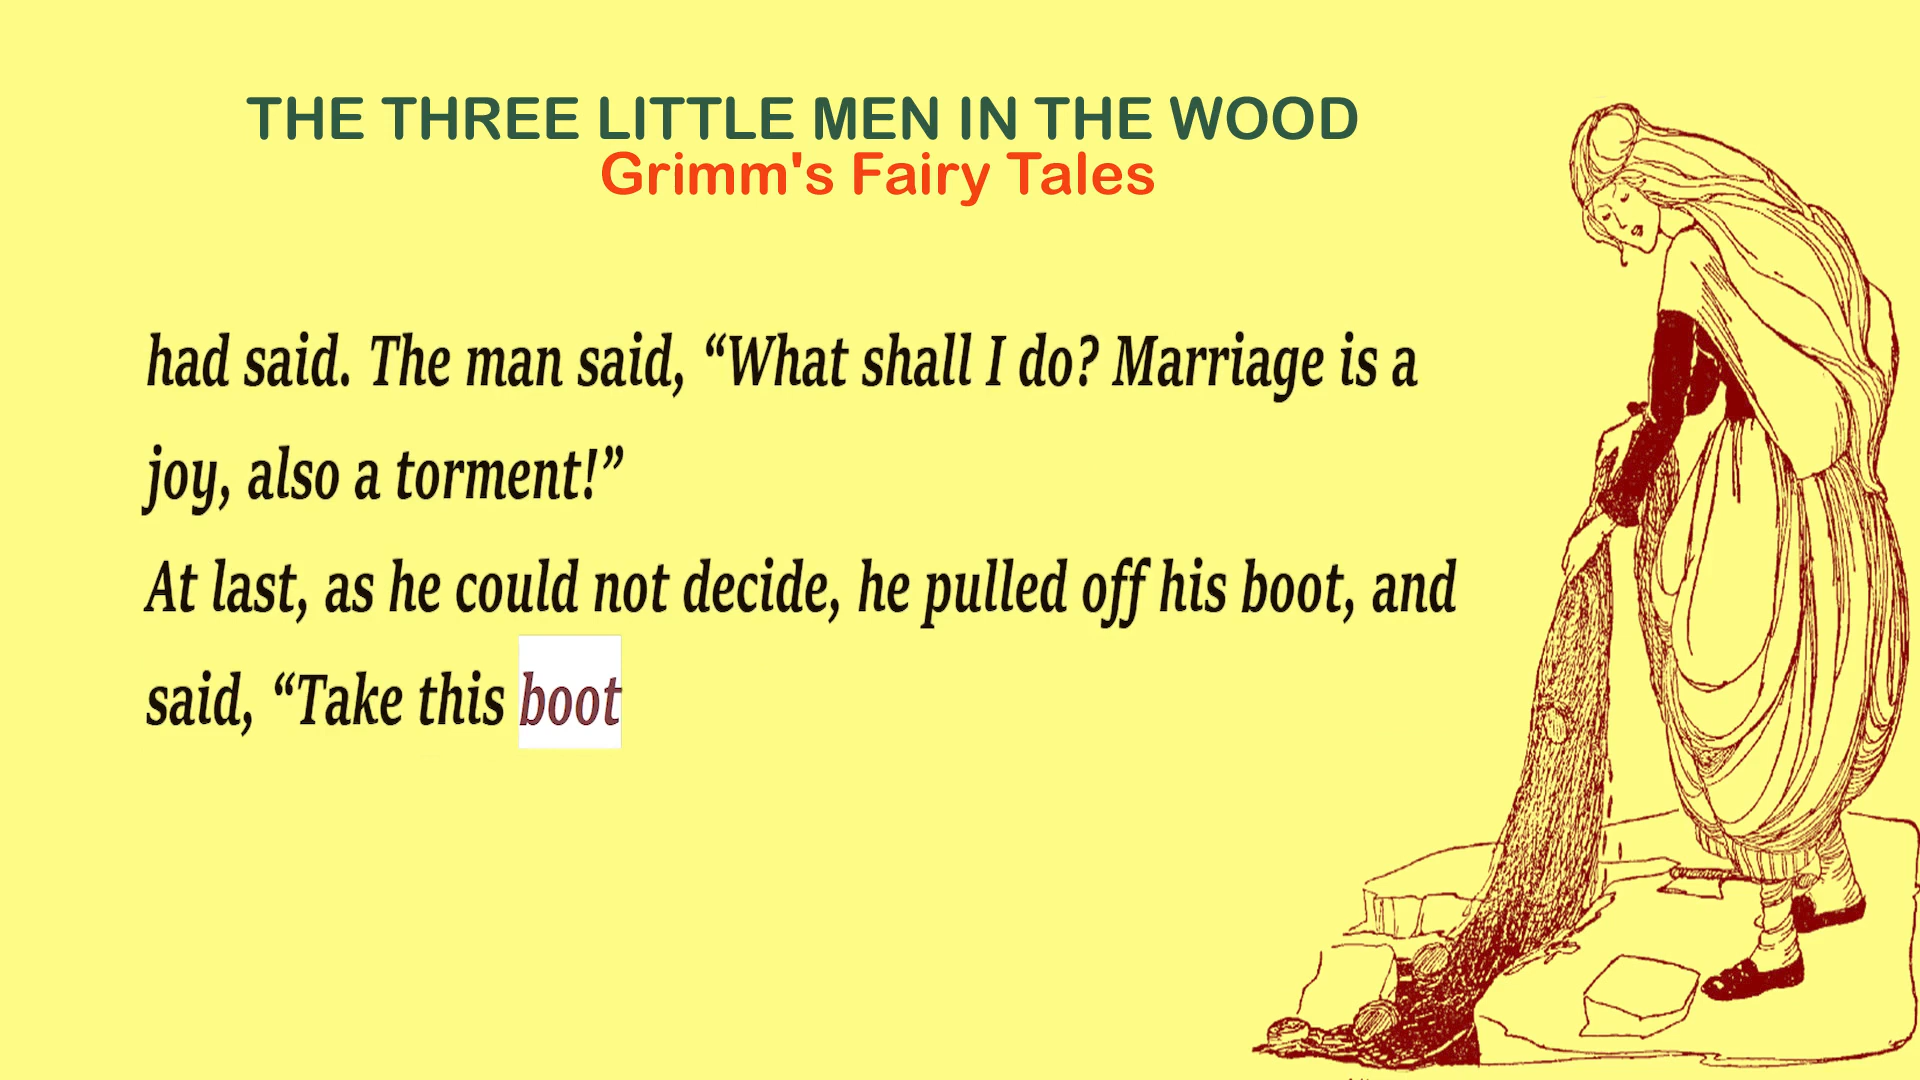 THE THREE LITTLE MEN IN THE WOOD
Grimm's Fairy Tales
had said. The man said, “What shall I do? Marriage is a
joy, also a torment!”
At last, as he could not decide, he pulled off his boot, and
said, “Take this boot